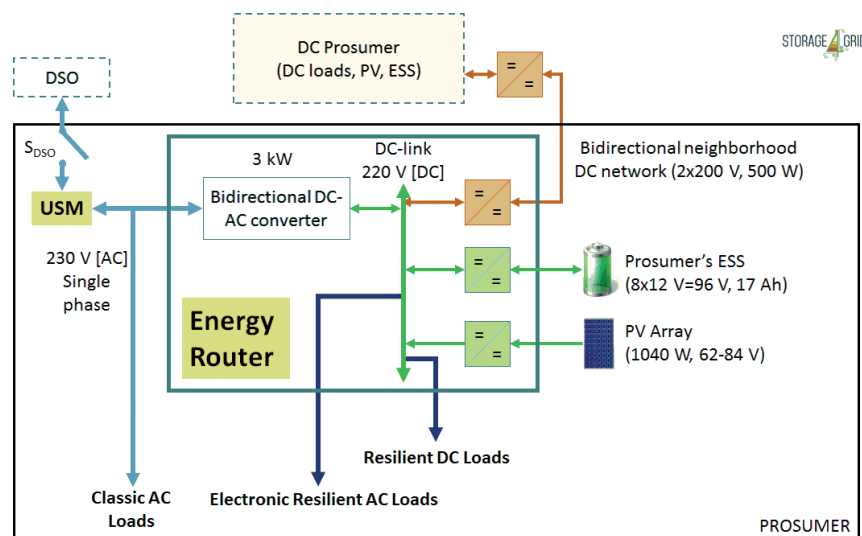 STORAGE4GRID
DC Prosumer
(DC loads, PV, ESS)
=
=
DSO
S_DSO
3 kW
DC-link
220 V [DC]
Bidirectional neighborhood
DC network (2x200 V, 500 W)
USM
Bidirectional DC-
AC converter
=
=
230 V [AC]
Single
phase
=
=
Prosumer's ESS
(8x12 V=96 V, 17 Ah)
Energy
Router
=
=
PV Array
(1040 W, 62-84 V)
Resilient DC Loads
Classic AC
Loads
Electronic Resilient AC Loads
PROSUMER